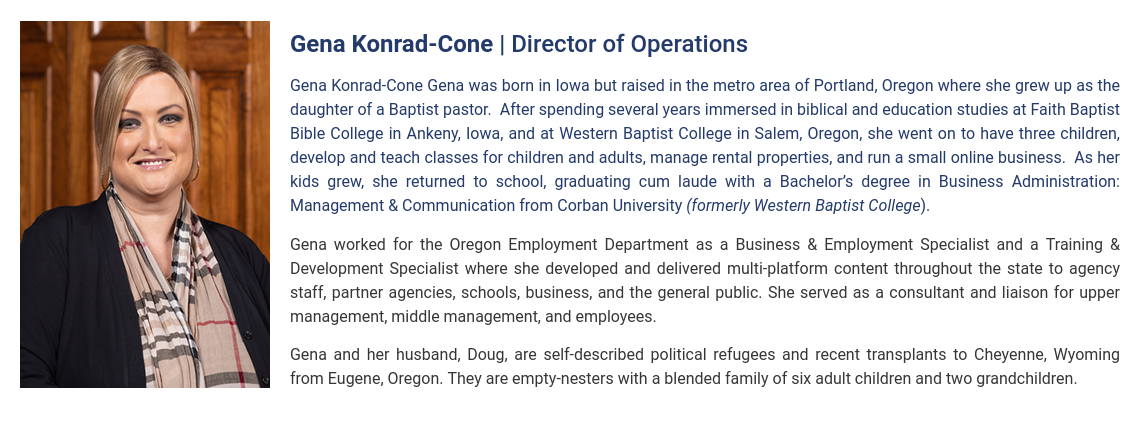 Gena Konrad-Cone | Director of Operations
Gena Konrad-Cone Gena was born in Iowa but raised in the metro area of Portland, Oregon where she grew up as the
daughter of a Baptist pastor.  After spending several years immersed in biblical and education studies at Faith Baptist
Bible College in Ankeny, Iowa, and at Western Baptist College in Salem, Oregon, she went on to have three children,
develop and teach classes for children and adults, manage rental properties, and run a small online business.  As her
kids grew, she returned to school, graduating cum laude with a Bachelor’s degree in Business Administration:
Management & Communication from Corban University (formerly Western Baptist College).
Gena worked for the Oregon Employment Department as a Business & Employment Specialist and a Training &
Development Specialist where she developed and delivered multi-platform content throughout the state to agency
staff, partner agencies, schools, business, and the general public. She served as a consultant and liaison for upper
management, middle management, and employees.
Gena and her husband, Doug, are self-described political refugees and recent transplants to Cheyenne, Wyoming
from Eugene, Oregon. They are empty-nesters with a blended family of six adult children and two grandchildren.